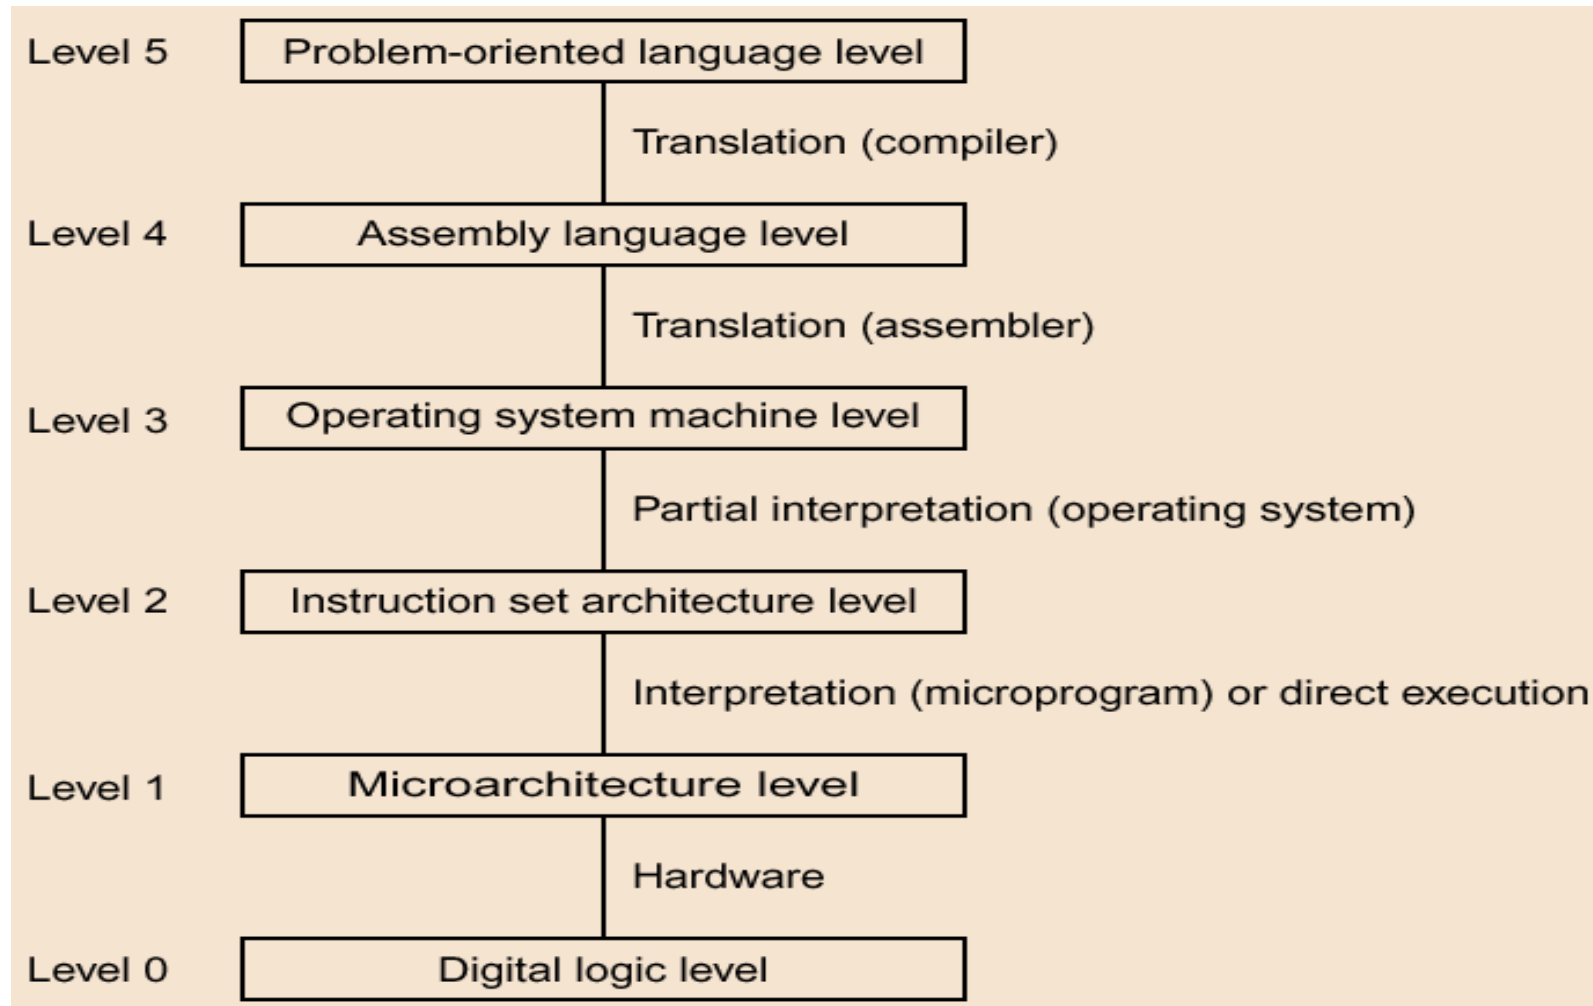 Level 5 Problem-oriented language level
Translation (compiler)
Level 4 Assembly language level
Translation (assembler)
Level 3 Operating system machine level
Partial interpretation (operating system)
Level 2 Instruction set architecture level
Interpretation (microprogram) or direct execution
Level 1 Microarchitecture level
Hardware
Level 0 Digital logic level